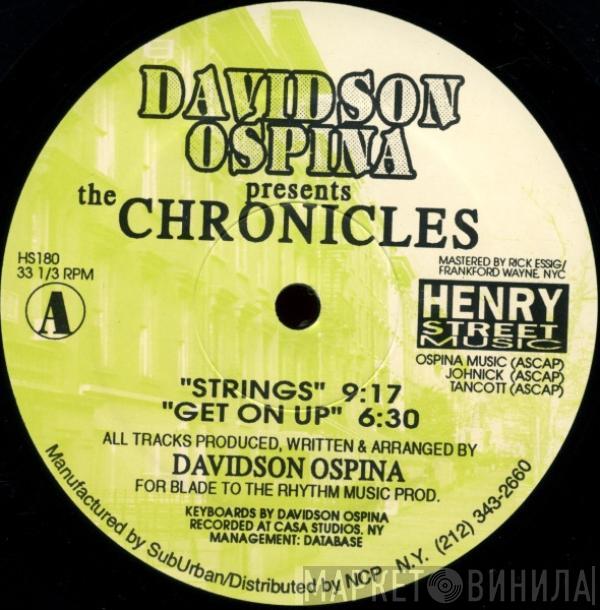 DAVIDSON
OSPINA
presents
the CHRONICLES
HS180
33 1/3 RPM
A
MASTERED BY RICK ESSIG/
FRANKFORD WAYNE, NYC
HENRY
STREET
MUSIC
OSPINA MUSIC (ASCAP)
JOHNICK (ASCAP)
TANCOTT (ASCAP)
"STRINGS" 9:17
"GET ON UP" 6:30
ALL TRACKS PRODUCED, WRITTEN & ARRANGED BY
DAVIDSON OSPINA
FOR BLADE TO THE RHYTHM MUSIC PROD.
KEYBOARDS BY DAVIDSON OSPINA
RECORDED AT CASA STUDIOS, NY
MANAGEMENT: DATABASE
Manufactured by SubUrban/Distributed by NCP N.Y. (212) 343-2660
МАРКЕТ ВИНИЛА